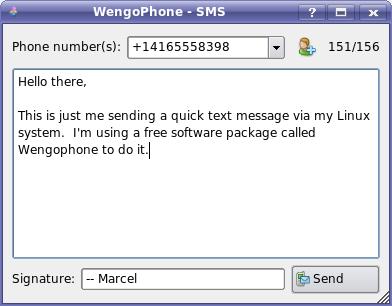 WengoPhone - SMS
Phone number(s): +14165558398 151/156
Hello there,
This is just me sending a quick text message via my Linux
system.  I'm using a free software package called
Wengophone to do it.
Signature: -- Marcel Send